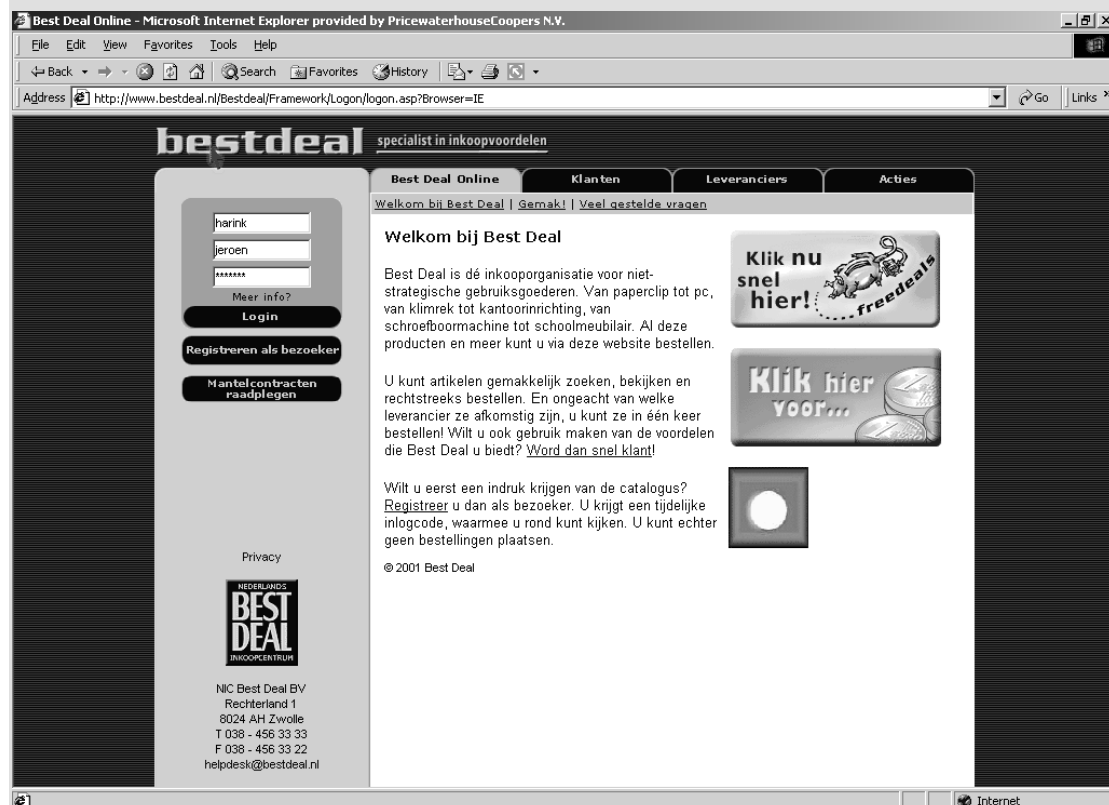 Best Deal Online - Microsoft Internet Explorer provided by PricewaterhouseCoopers N.V.
File Edit View Favorites Tools Help
Back Search Favorites History
Address http://www.bestdeal.nl/Bestdeal/Framework/Logon/logon.asp?Browser=IE Go Links »
bestdeal specialist in inkoopvoordelen
Best Deal Online Klanten Leveranciers Acties
Welkom bij Best Deal | Gemak! | Veel gestelde vragen
harink
jeroen
*******
Meer info?
Login
Registreren als bezoeker
Mantelcontracten
raadplegen
Privacy
NEDERLANDS
BEST
DEAL
INKOOPCENTRUM
NIC Best Deal BV
Rechterland 1
8024 AH Zwolle
T 038 - 456 33 33
F 038 - 456 33 22
helpdesk@bestdeal.nl
Welkom bij Best Deal
Best Deal is dé inkooporganisatie voor niet-
strategische gebruiksgoederen. Van paperclip tot pc,
van klimrek tot kantoorinrichting, van
schroefboormachine tot schoolmeubilair. Al deze
producten en meer kunt u via deze website bestellen.
U kunt artikelen gemakkelijk zoeken, bekijken en
rechtstreeks bestellen. En ongeacht van welke
leverancier ze afkomstig zijn, u kunt ze in één keer
bestellen! Wilt u ook gebruik maken van de voordelen
die Best Deal u biedt? Word dan snel klant!
Wilt u eerst een indruk krijgen van de catalogus?
Registreer u dan als bezoeker. U krijgt een tijdelijke
inlogcode, waarmee u rond kunt kijken. U kunt echter
geen bestellingen plaatsen.
© 2001 Best Deal
Klik nu
snel
hier!
freedeals
Klik hier
voor...
Internet